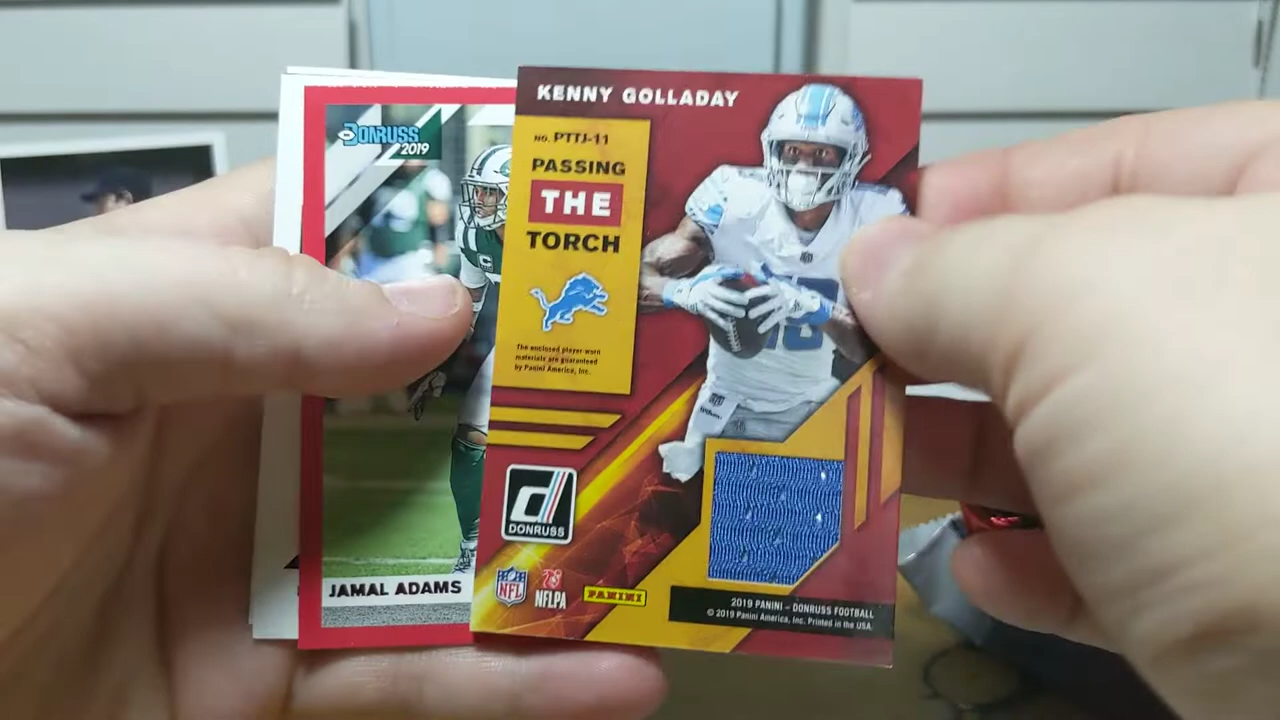 DONRUSS
2019
JAMAL ADAMS
KENNY GOLLADAY
NO. PTTJ-11
PASSING
THE
TORCH
The enclosed player-worn
materials are guaranteed
by Panini America, Inc.
Wilson
d
DONRUSS
NFL
NFLPA
PANINI
2019 PANINI – DONRUSS FOOTBALL
© 2019 Panini America, Inc. Printed in the USA.